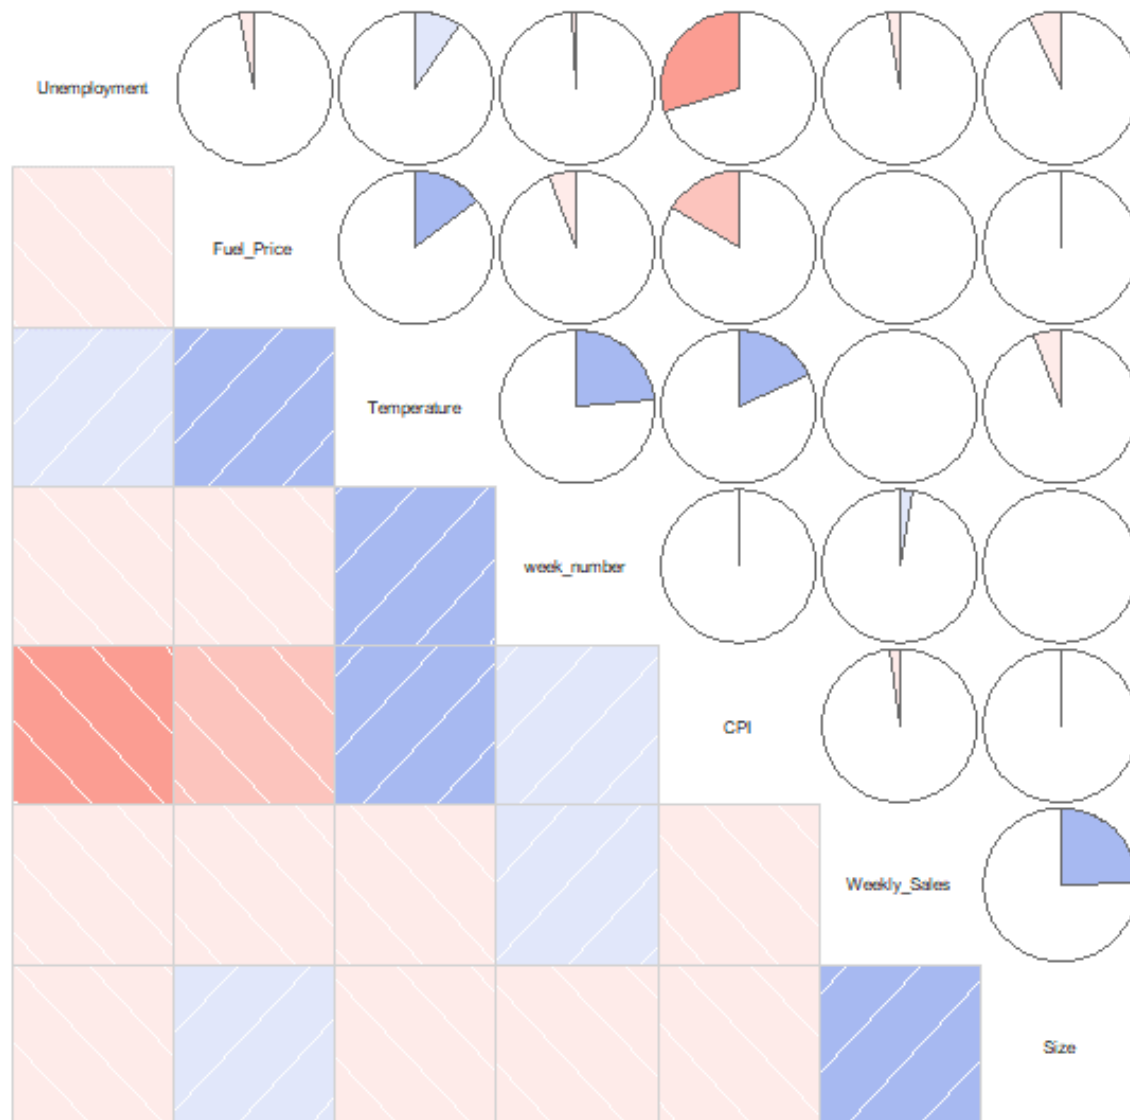 Unemployment
Fuel_Price
Temperature
week_number
CPI
Weekly_Sales
Size